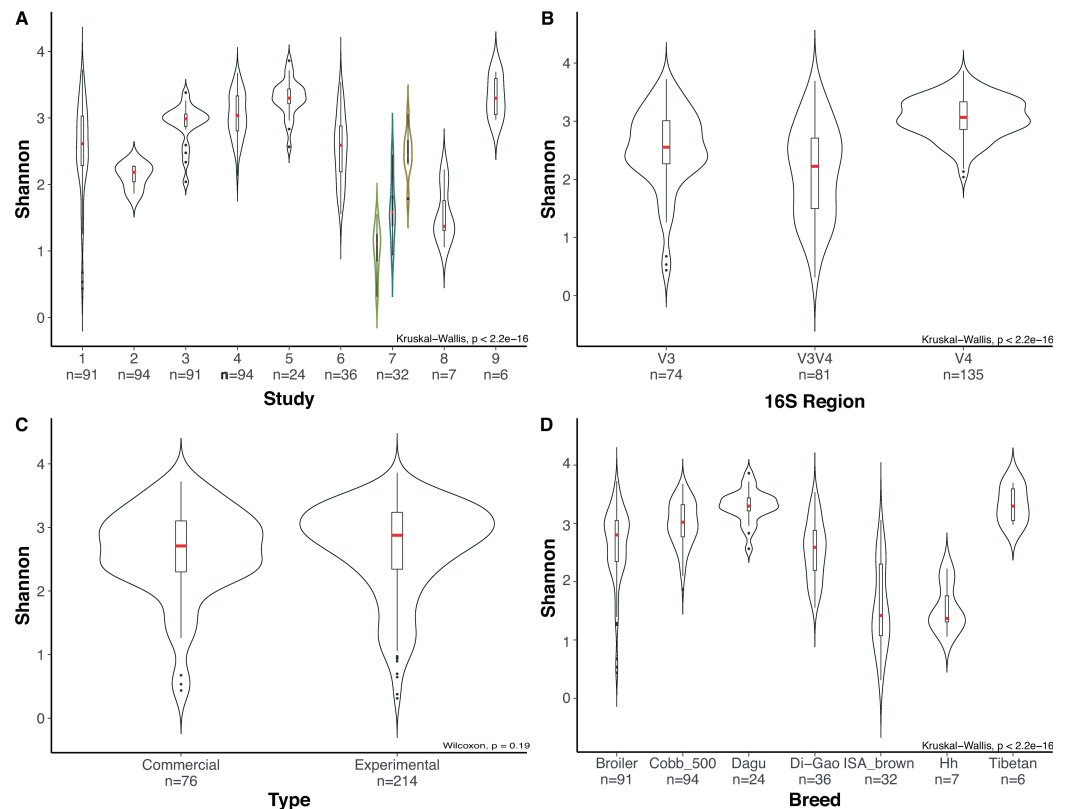 A
Shannon
4
3
2
1
0
Kruskal−Wallis, p < 2.2e−16
1 2 3 4 5 6 7 8 9
n=91 n=94 n=91 n=94 n=24 n=36 n=32 n=7 n=6
Study
B
Shannon
4
3
2
1
0
Kruskal−Wallis, p < 2.2e−16
V3 V3V4 V4
n=74 n=81 n=135
16S Region
C
Shannon
4
3
2
1
0
Wilcoxon, p = 0.19
Commercial Experimental
n=76 n=214
Type
D
Shannon
4
3
2
1
0
Kruskal−Wallis, p < 2.2e−16
Broiler Cobb_500 Dagu Di−Gao ISA_brown Hh Tibetan
n=91 n=94 n=24 n=36 n=32 n=7 n=6
Breed